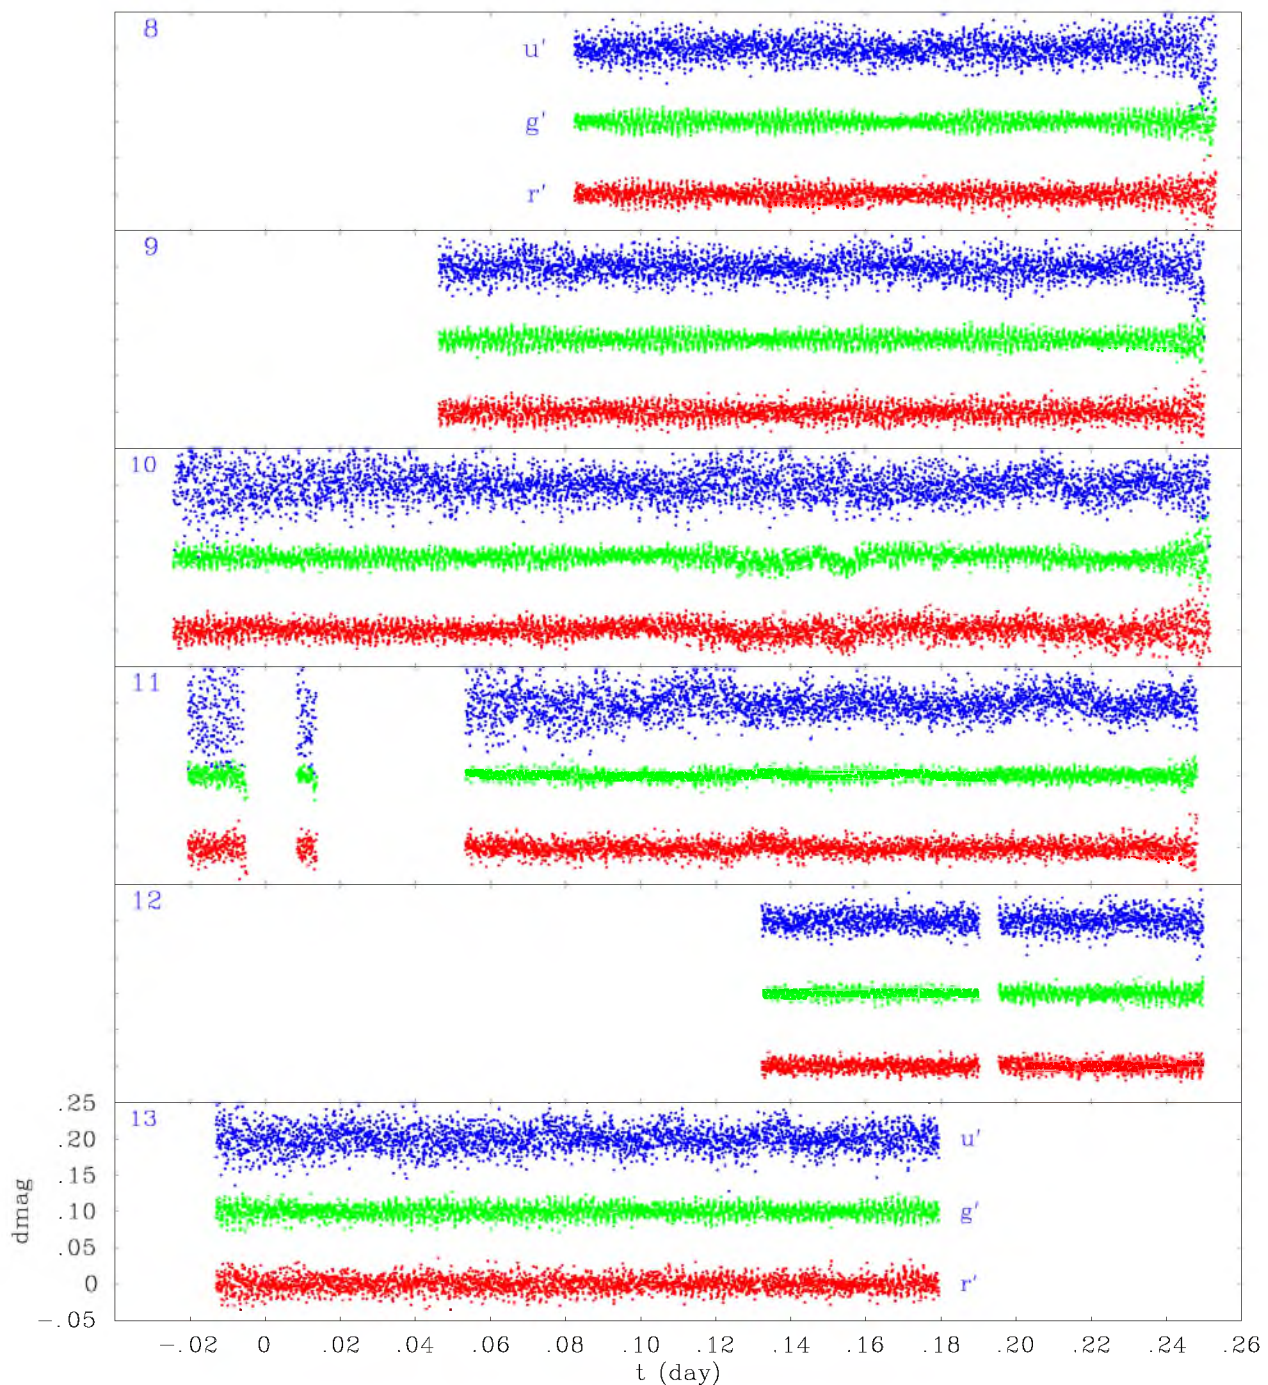 8
u'
g'
r'
9
10
11
12
.25
13
.20
u'
.15
.10
g'
.05
0
r'
−.05
dmag
−.02 0 .02 .04 .06 .08 .10 .12 .14 .16 .18 .20 .22 .24 .26
t (day)